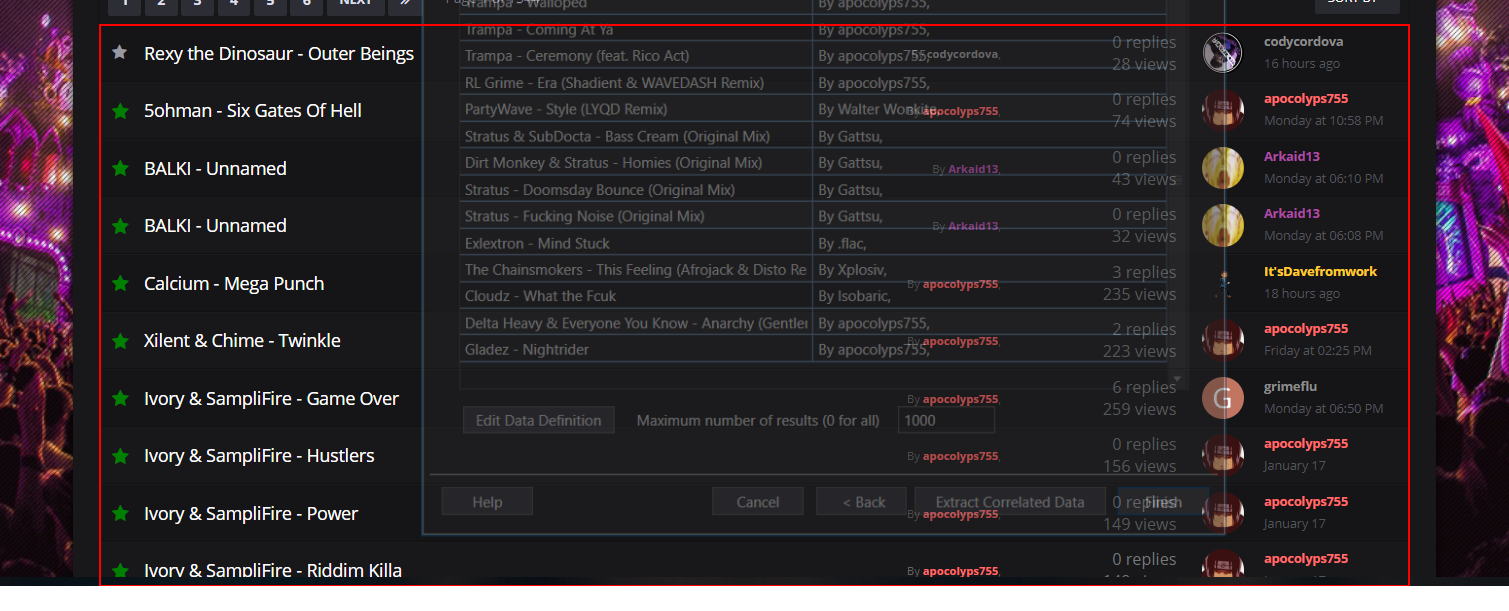 1 2 3 4 5 6 NEXT »
SORT BY
Rexy the Dinosaur - Outer Beings
By codycordova,
0 replies
28 views
codycordova
16 hours ago
5ohman - Six Gates Of Hell
By apocolyps755,
0 replies
74 views
apocolyps755
Monday at 10:58 PM
BALKI - Unnamed
By Arkaid13,
0 replies
43 views
Arkaid13
Monday at 06:10 PM
BALKI - Unnamed
By Arkaid13,
0 replies
32 views
Arkaid13
Monday at 06:08 PM
Calcium - Mega Punch
By apocolyps755,
3 replies
235 views
It'sDavefromwork
18 hours ago
Xilent & Chime - Twinkle
By apocolyps755,
2 replies
223 views
apocolyps755
Friday at 02:25 PM
Ivory & SampliFire - Game Over
By apocolyps755,
6 replies
259 views
G
grimeflu
Monday at 06:50 PM
Ivory & SampliFire - Hustlers
By apocolyps755,
0 replies
156 views
apocolyps755
January 17
Ivory & SampliFire - Power
By apocolyps755,
0 replies
149 views
apocolyps755
January 17
Ivory & SampliFire - Riddim Killa
By apocolyps755,
0 replies
apocolyps755
Trampa - Walloped By apocolyps755,
Trampa - Coming At Ya By apocolyps755,
Trampa - Ceremony (feat. Rico Act) By apocolyps755,
RL Grime - Era (Shadient & WAVEDASH Remix) By apocolyps755,
PartyWave - Style (LYQD Remix) By Walter Wonkite,
Stratus & SubDocta - Bass Cream (Original Mix) By Gattsu,
Dirt Monkey & Stratus - Homies (Original Mix) By Gattsu,
Stratus - Doomsday Bounce (Original Mix) By Gattsu,
Stratus - Fucking Noise (Original Mix) By Gattsu,
Exlextron - Mind Stuck By .flac,
The Chainsmokers - This Feeling (Afrojack & Disto Re By Xplosiv,
Cloudz - What the Fcuk By Isobaric,
Delta Heavy & Everyone You Know - Anarchy (Gentler By apocolyps755,
Gladez - Nightrider By apocolyps755,
Edit Data Definition Maximum number of results (0 for all) 1000
Help Cancel < Back Extract Correlated Data Finish